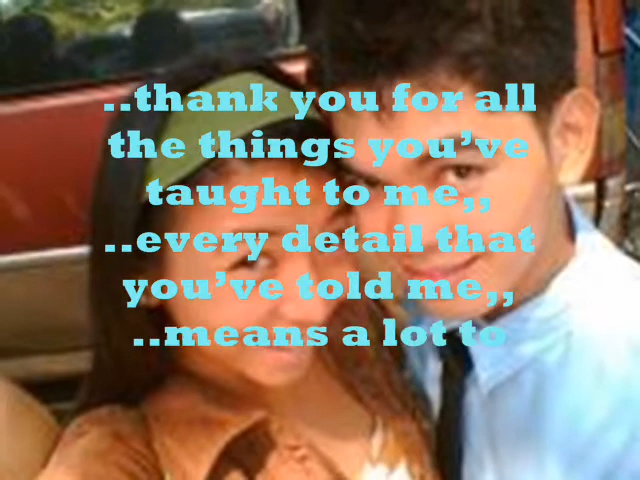 ..thank you for all
the things you’ve
taught to me,,
..every detail that
you’ve told me,,
..means a lot to